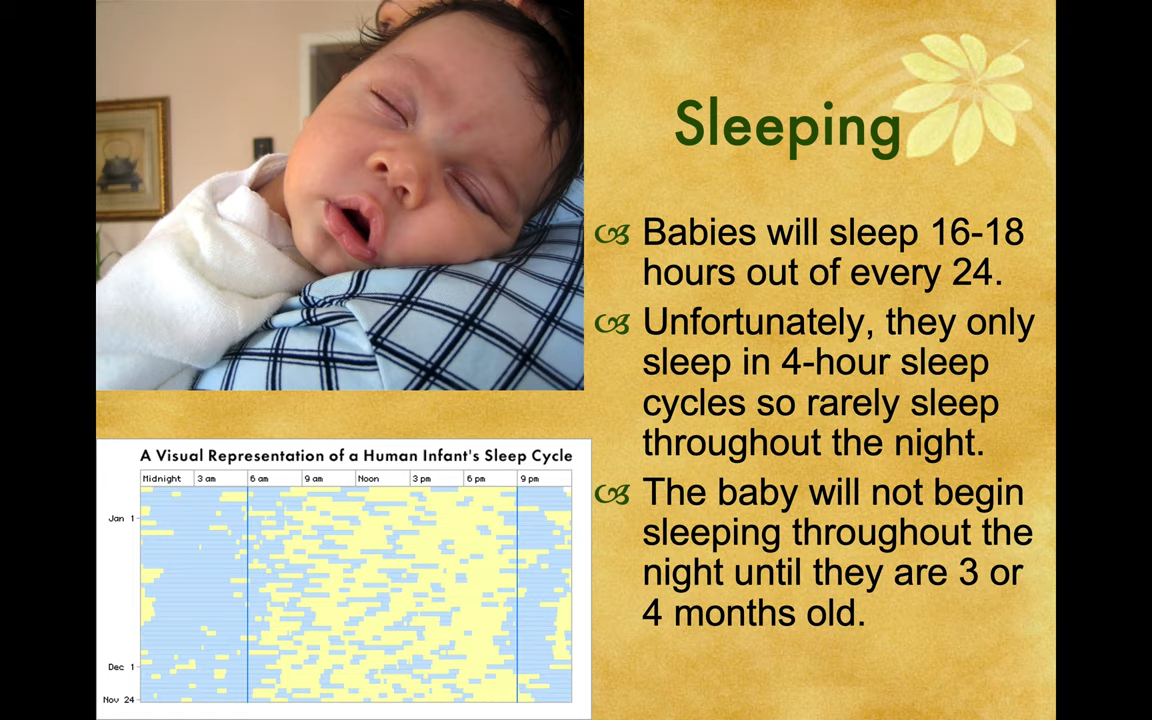 Sleeping
Babies will sleep 16-18
hours out of every 24.
Unfortunately, they only
sleep in 4-hour sleep
cycles so rarely sleep
throughout the night.
The baby will not begin
sleeping throughout the
night until they are 3 or
4 months old.
A Visual Representation of a Human Infant's Sleep Cycle
Midnight 3 am 6 am 9 am Noon 3 pm 6 pm 9 pm
Jan 1
Dec 1
Nov 24